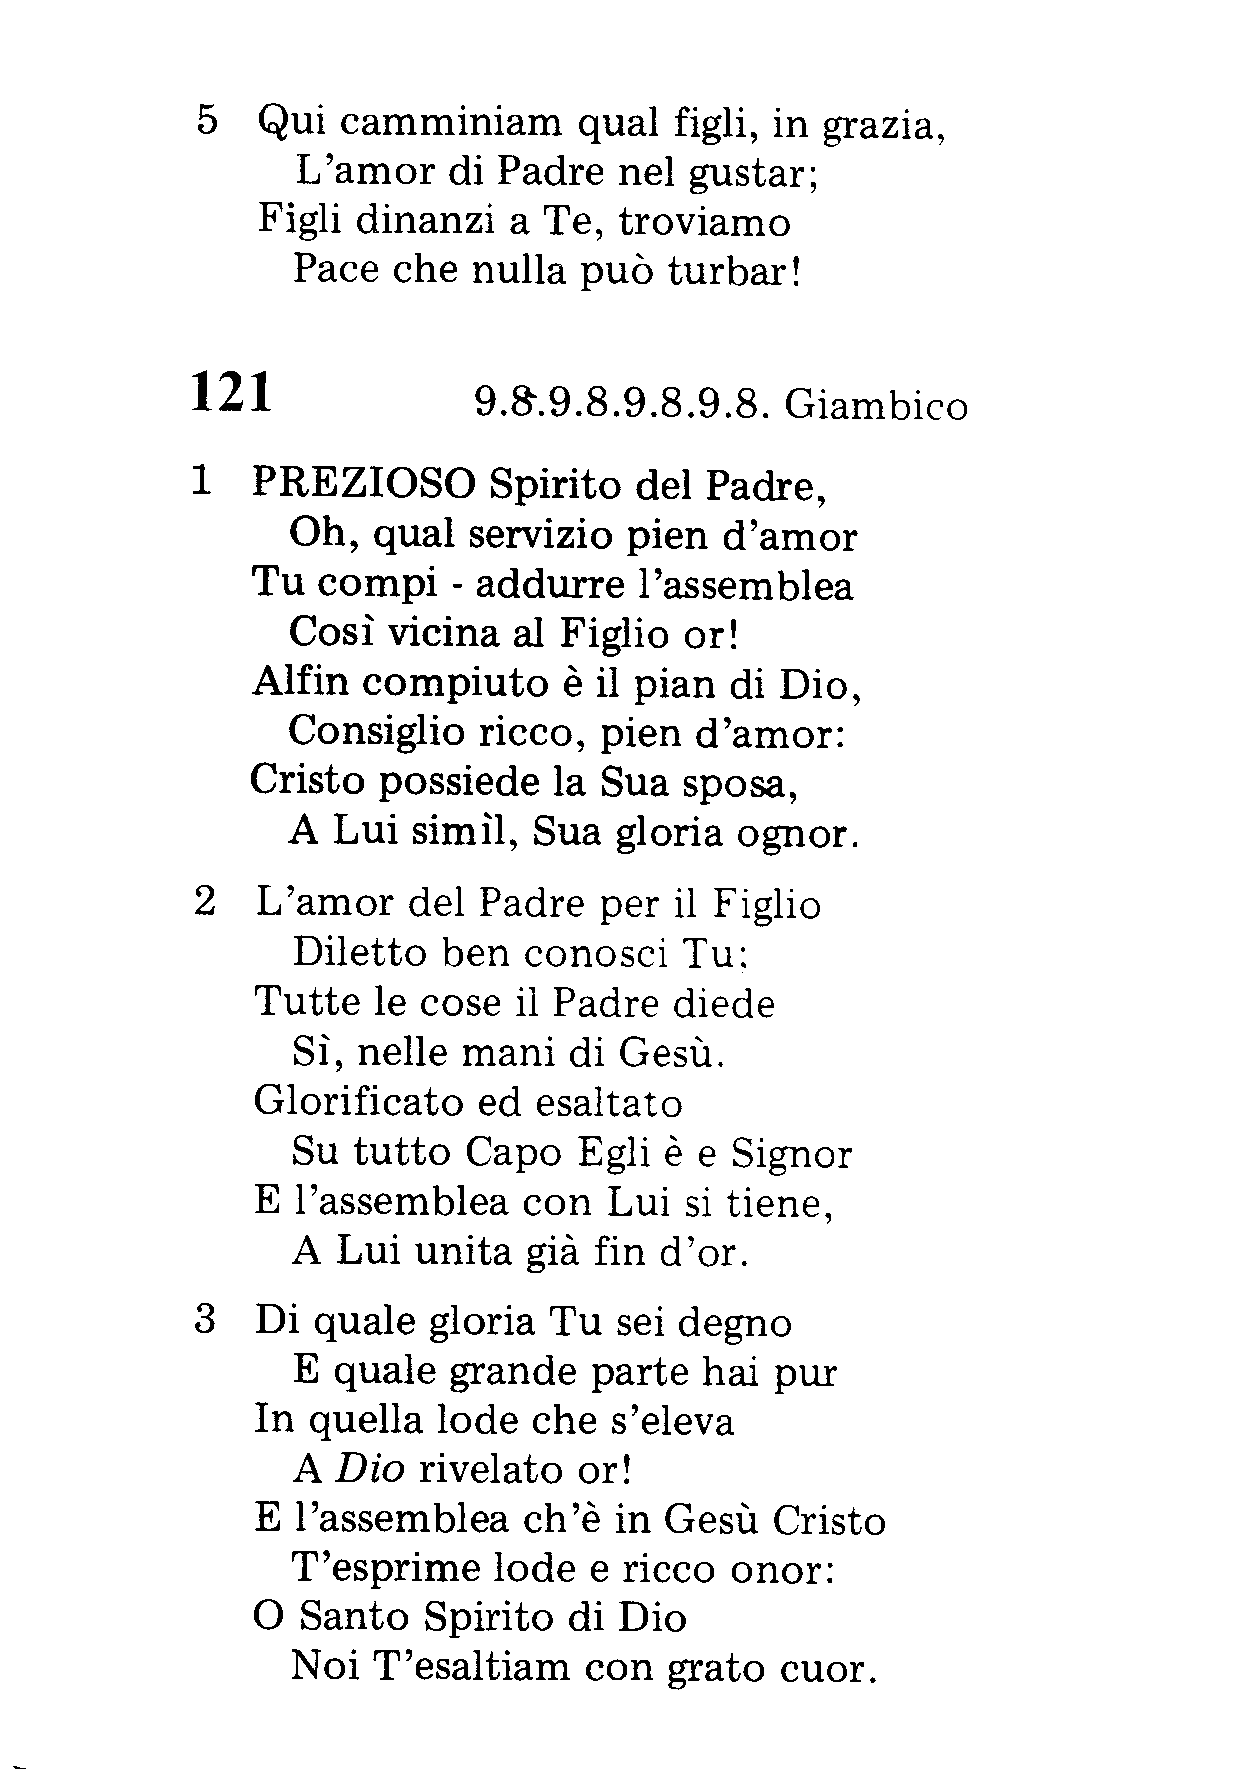 5 Qui camminiam qual figli, in grazia,
L'amor di Padre nel gustar;
Figli dinanzi a Te, troviamo
Pace che nulla può turbar!
121 9.8.9.8.9.8.9.8. Giambico
1 PREZIOSO Spirito del Padre,
Oh, qual servizio pien d'amor
Tu compi - addurre l'assemblea
Così vicina al Figlio or!
Alfin compiuto è il pian di Dio,
Consiglio ricco, pien d'amor:
Cristo possiede la Sua sposa,
A Lui simìl, Sua gloria ognor.
2 L'amor del Padre per il Figlio
Diletto ben conosci Tu:
Tutte le cose il Padre diede
Sì, nelle mani di Gesù.
Glorificato ed esaltato
Su tutto Capo Egli è e Signor
E l'assemblea con Lui si tiene,
A Lui unita già fin d'or.
3 Di quale gloria Tu sei degno
E quale grande parte hai pur
In quella lode che s'eleva
A Dio rivelato or!
E l'assemblea ch'è in Gesù Cristo
T'esprime lode e ricco onor:
O Santo Spirito di Dio
Noi T'esaltiam con grato cuor.